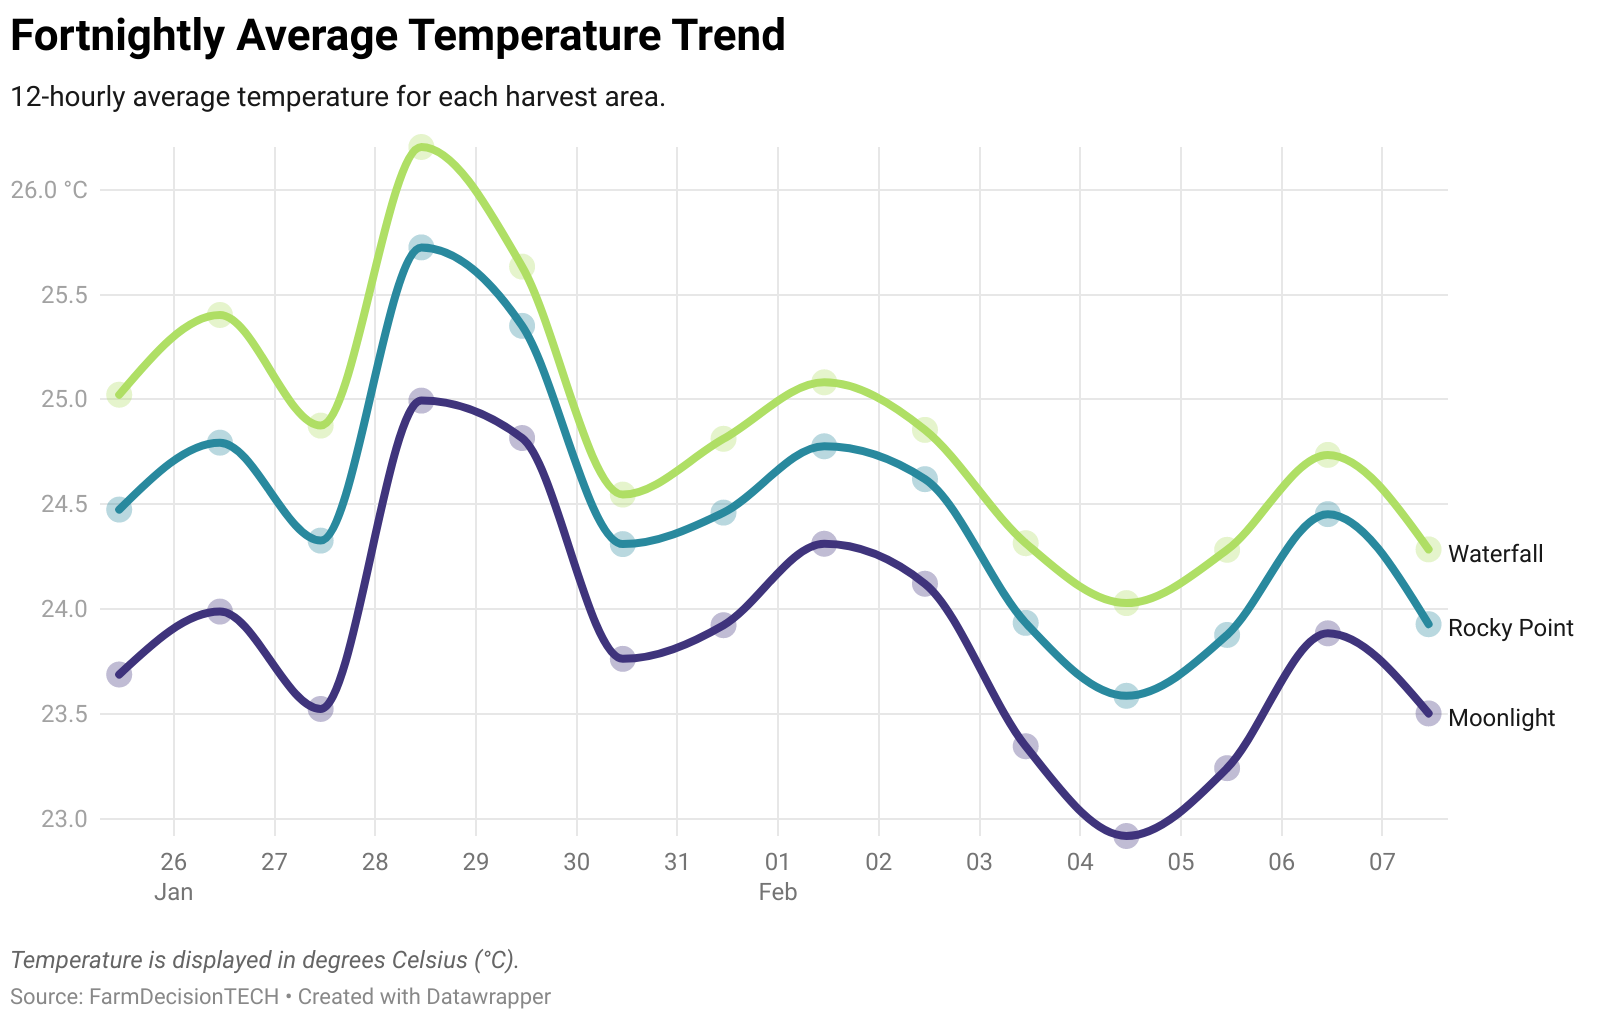 Fortnightly Average Temperature Trend
12-hourly average temperature for each harvest area.
26.0 °C
25.5
25.0
24.5
24.0
23.5
23.0
Waterfall
Rocky Point
Moonlight
26 27 28 29 30 31 01 02 03 04 05 06 07
Jan Feb
Temperature is displayed in degrees Celsius (°C).
Source: FarmDecisionTECH • Created with Datawrapper